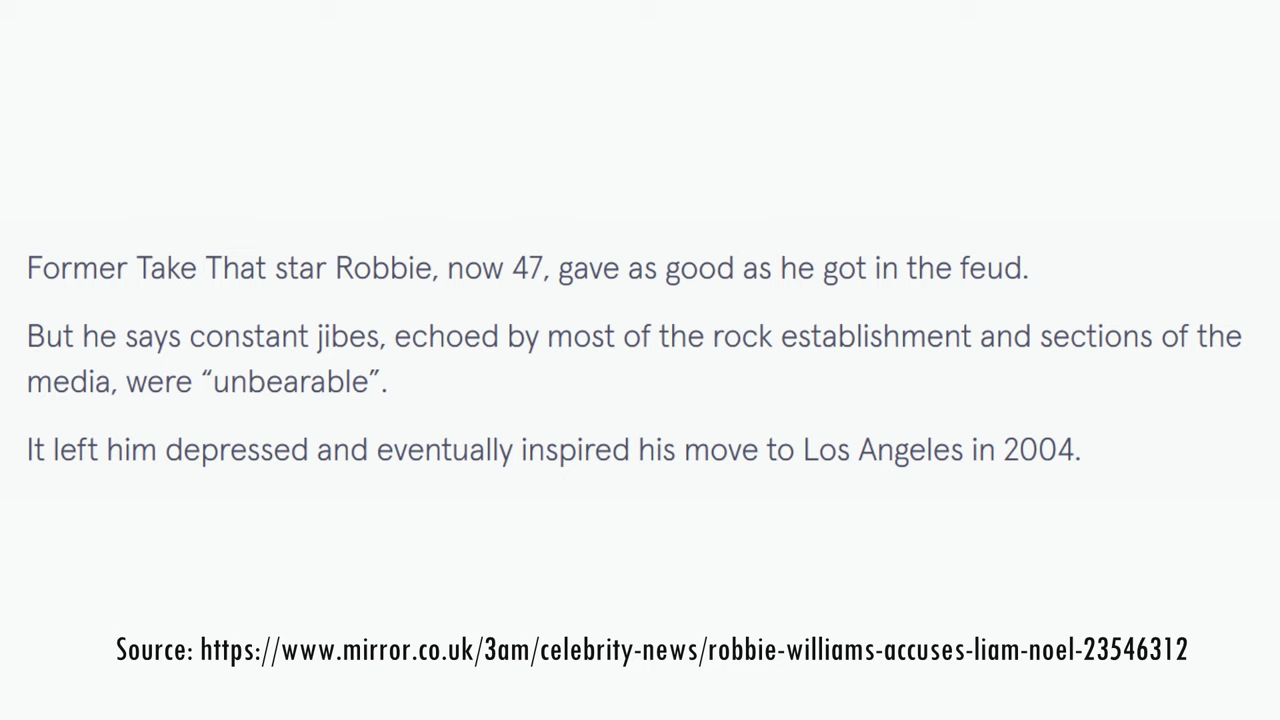 Former Take That star Robbie, now 47, gave as good as he got in the feud.
But he says constant jibes, echoed by most of the rock establishment and sections of the
media, were “unbearable”.
It left him depressed and eventually inspired his move to Los Angeles in 2004.
Source: https://www.mirror.co.uk/3am/celebrity-news/robbie-williams-accuses-liam-noel-23546312